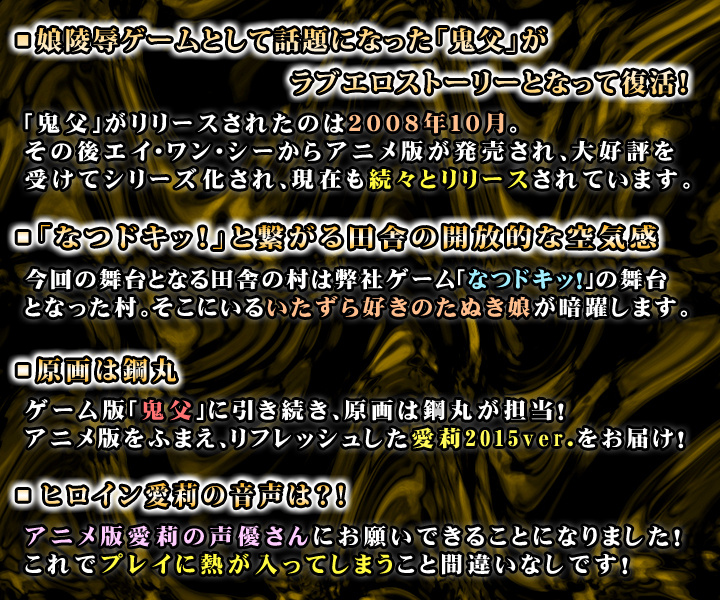 ■娘陵辱ゲームとして話題になった「鬼父」が
ラブエロストーリーとなって復活!
「鬼父」がリリースされたのは2008年10月。
その後エイ・ワン・シーからアニメ版が発売され、大好評を
受けてシリーズ化され、現在も続々とリリースされています。
■『なつドキッ!』と繋がる田舎の開放的な空気感
今回の舞台となる田舎の村は弊社ゲーム「なつドキッ!」の舞台
となった村。そこにいるいたずら好きのたぬき娘が暗躍します。
■原画は鋼丸
ゲーム版「鬼父」に引き続き、原画は鋼丸が担当!
アニメ版をふまえ、リフレッシュした愛莉2015ver.をお届け!
■ヒロイン愛莉の音声は?!
アニメ版愛莉の声優さんにお願いできることになりました!
これでプレイに熱が入ってしまうこと間違いなしです!